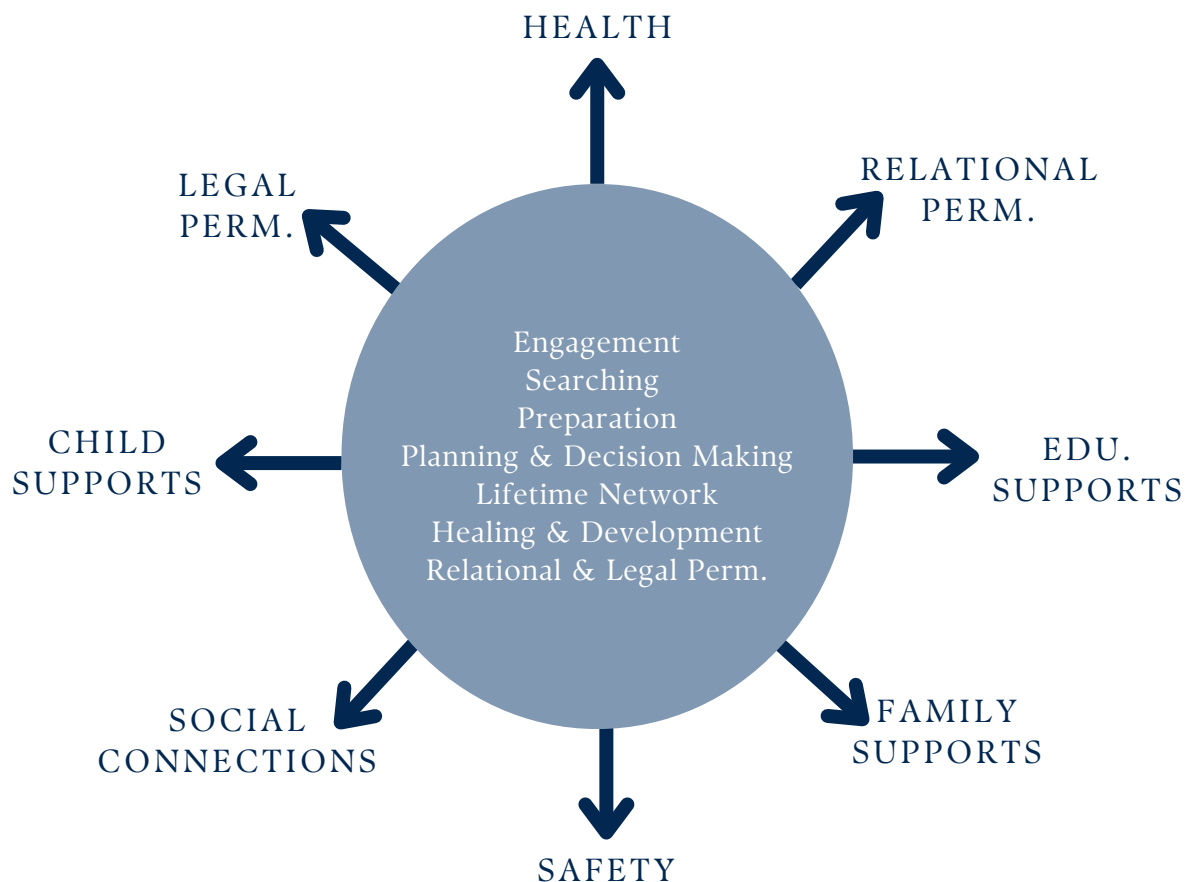 HEALTH
LEGAL
PERM.
RELATIONAL
PERM.
Engagement
Searching
Preparation
Planning & Decision Making
Lifetime Network
Healing & Development
Relational & Legal Perm.
CHILD
SUPPORTS
EDU.
SUPPORTS
SOCIAL
CONNECTIONS
FAMILY
SUPPORTS
SAFETY